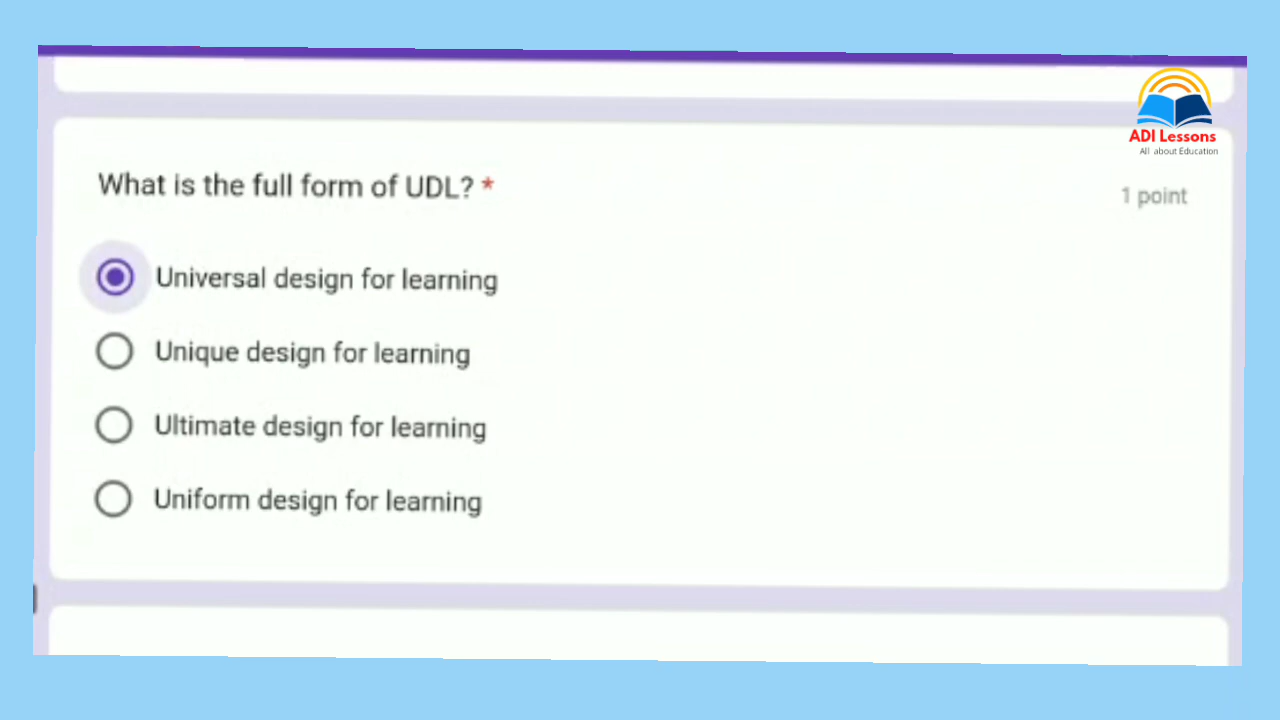 ADI Lessons
All about Education
What is the full form of UDL? *
1 point
Universal design for learning
Unique design for learning
Ultimate design for learning
Uniform design for learning